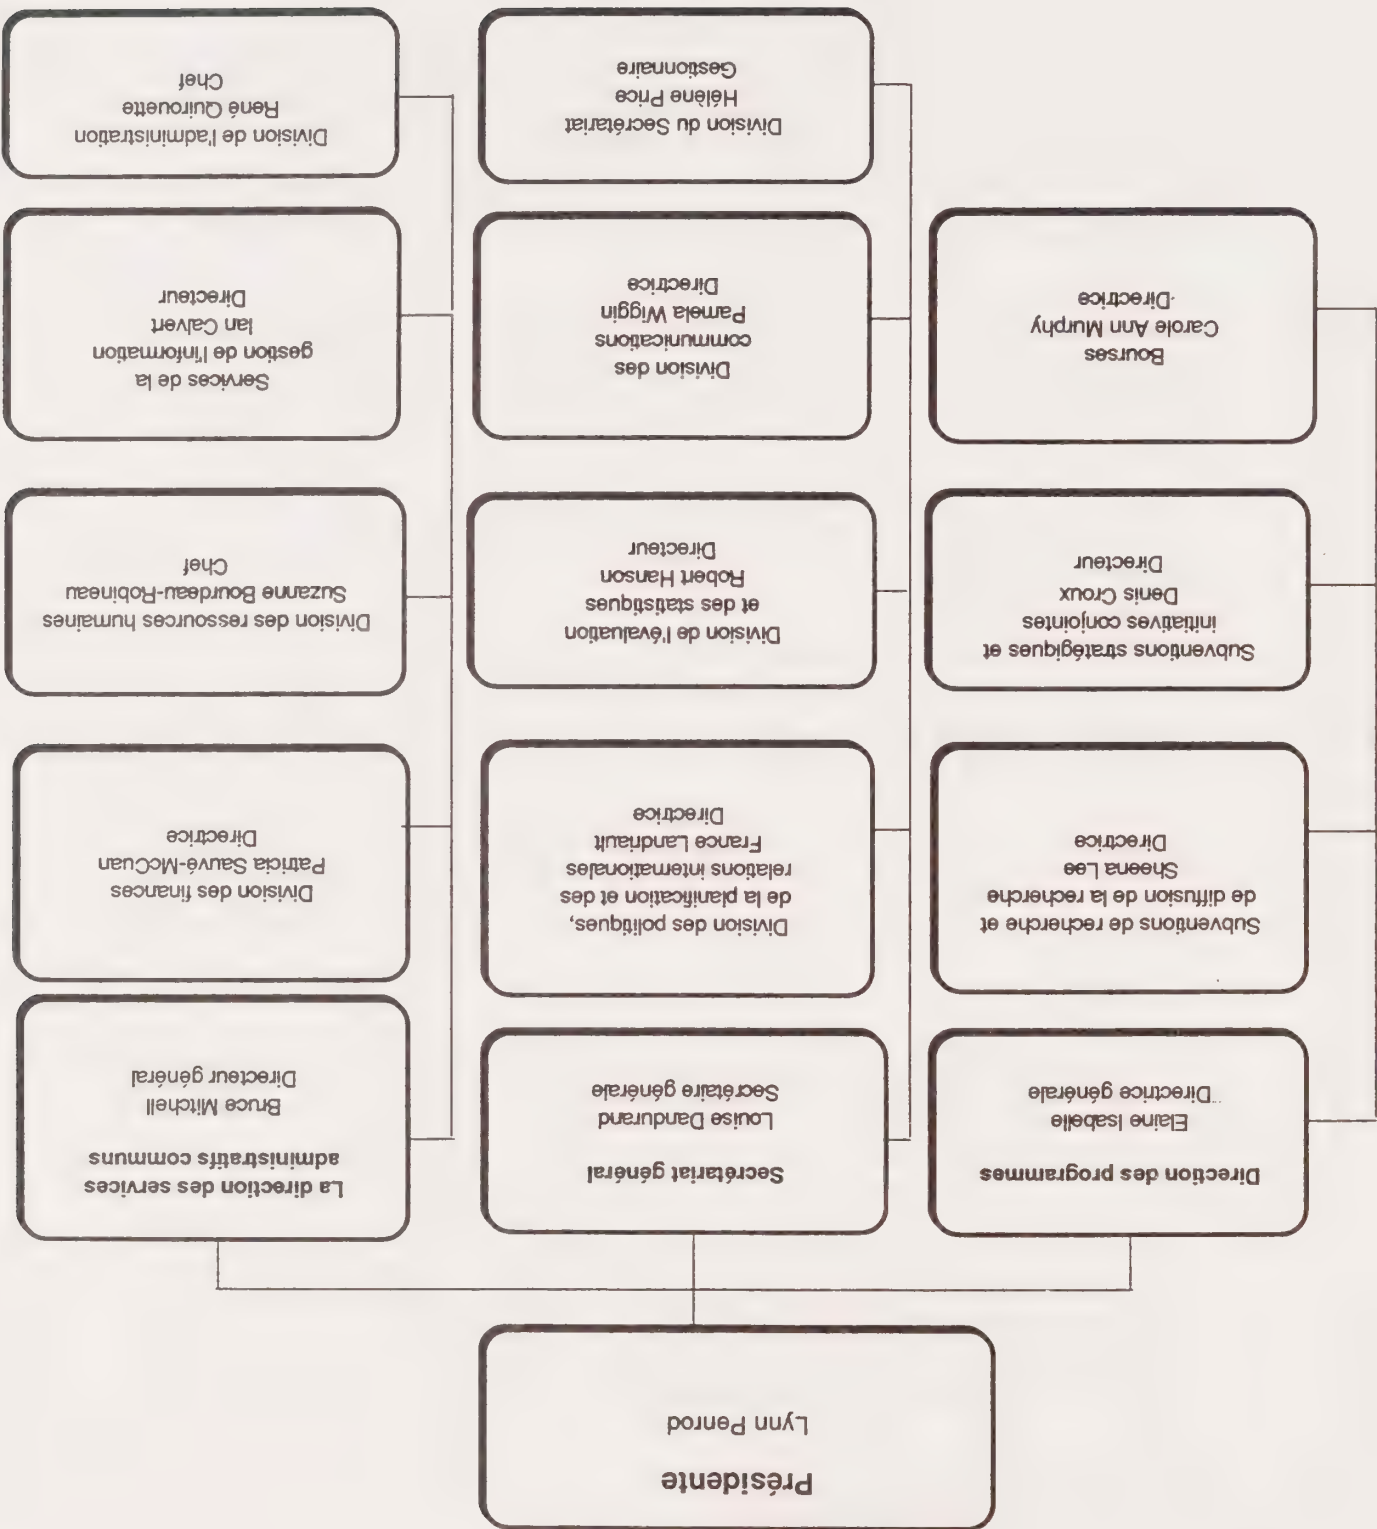 Présidente
Lynn Penrod
Direction des programmes
Elaine Isabelle
Directrice générale
Subventions de recherche et
de diffusion de la recherche
Sheena Lee
Directrice
Subventions stratégiques et
initiatives conjointes
Denis Croux
Directeur
Bourses
Carole Ann Murphy
Directrice
Secrétariat général
Louise Dandurand
Secrétaire générale
Division des politiques,
de la planification et des
relations internationales
France Landriault
Directrice
Division de l'évaluation
et des statistiques
Robert Hanson
Directeur
Division des
communications
Pamela Wiggin
Directrice
Division du Secrétariat
Hélène Price
Gestionnaire
La direction des services
administratifs communs
Bruce Mitchell
Directeur général
Division des finances
Patricia Sauvé-McCuan
Directrice
Division des ressources humaines
Suzanne Bourdeau-Robineau
Chef
Services de la
gestion de l'information
Ian Calvert
Directeur
Division de l'administration
René Quirouette
Chef